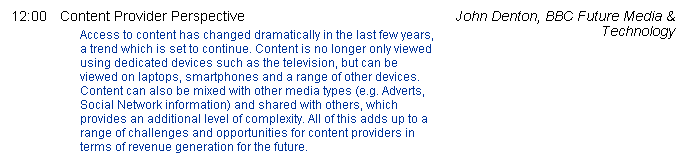 12:00 Content Provider Perspective John Denton, BBC Future Media &
Technology
Access to content has changed dramatically in the last few years,
a trend which is set to continue. Content is no longer only viewed
using dedicated devices such as the television, but can be
viewed on laptops, smartphones and a range of other devices.
Content can also be mixed with other media types (e.g. Adverts,
Social Network information) and shared with others, which
provides an additional level of complexity. All of this adds up to a
range of challenges and opportunities for content providers in
terms of revenue generation for the future.